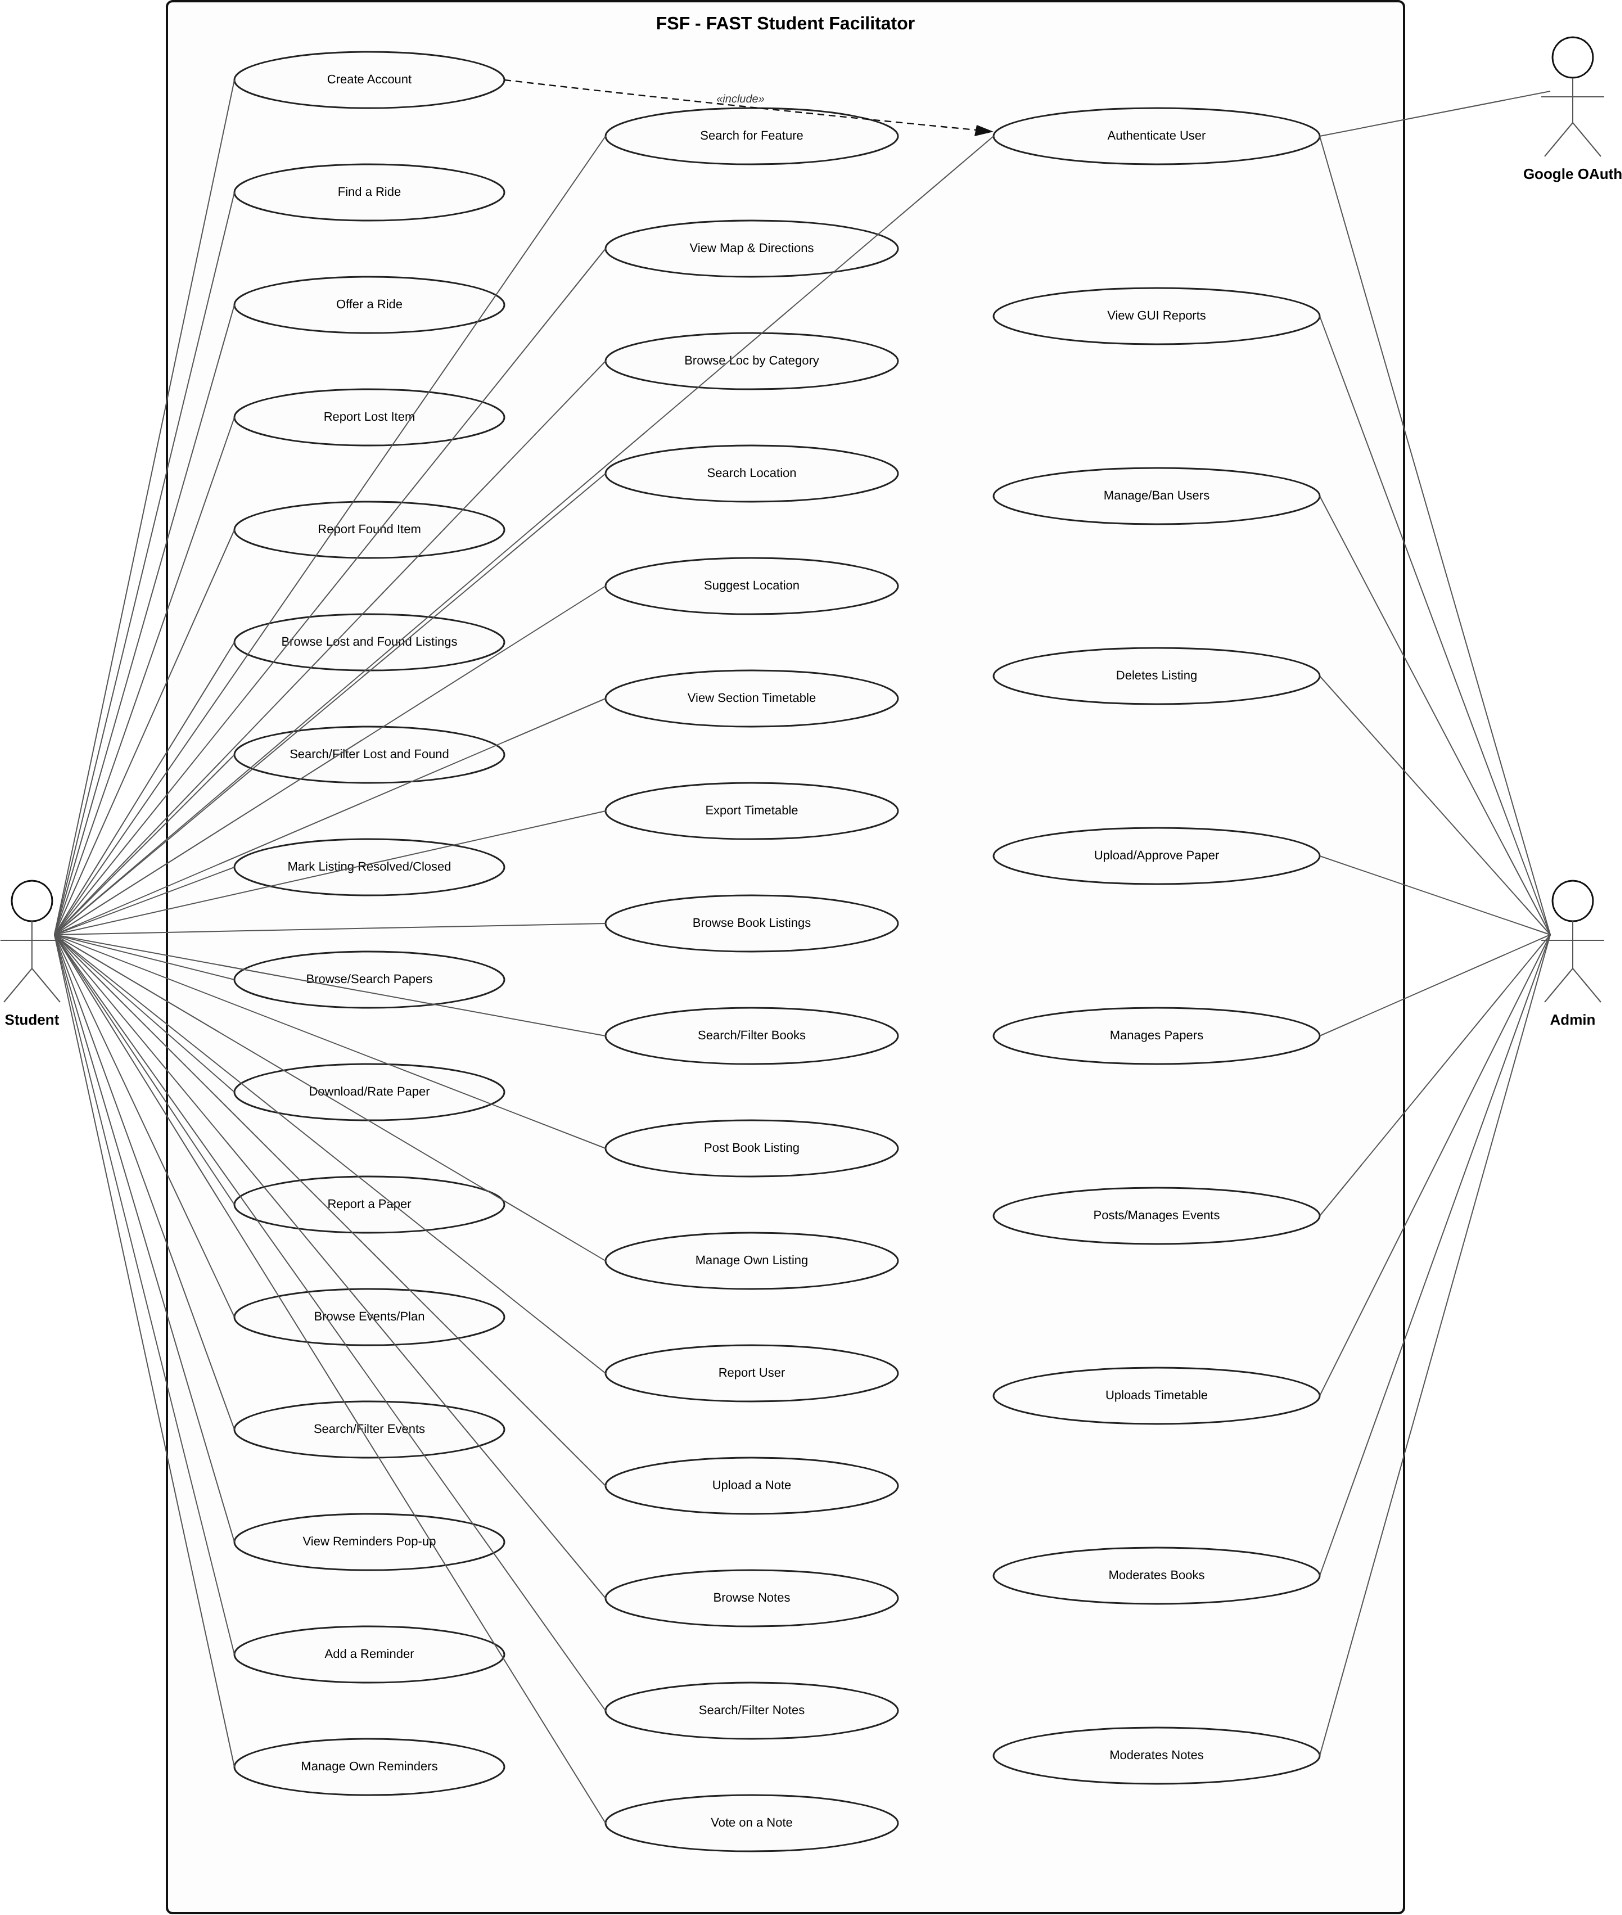 FSF - FAST Student Facilitator
Create Account
Find a Ride
Offer a Ride
Report Lost Item
Report Found Item
Browse Lost and Found Listings
Search/Filter Lost and Found
Mark Listing Resolved/Closed
Browse/Search Papers
Download/Rate Paper
Report a Paper
Browse Events/Plan
Search/Filter Events
View Reminders Pop-up
Add a Reminder
Manage Own Reminders
«include»
Search for Feature
View Map & Directions
Browse Loc by Category
Search Location
Suggest Location
View Section Timetable
Export Timetable
Browse Book Listings
Search/Filter Books
Post Book Listing
Manage Own Listing
Report User
Upload a Note
Browse Notes
Search/Filter Notes
Vote on a Note
Authenticate User
View GUI Reports
Manage/Ban Users
Deletes Listing
Upload/Approve Paper
Manages Papers
Posts/Manages Events
Uploads Timetable
Moderates Books
Moderates Notes
Student
Google OAuth
Admin